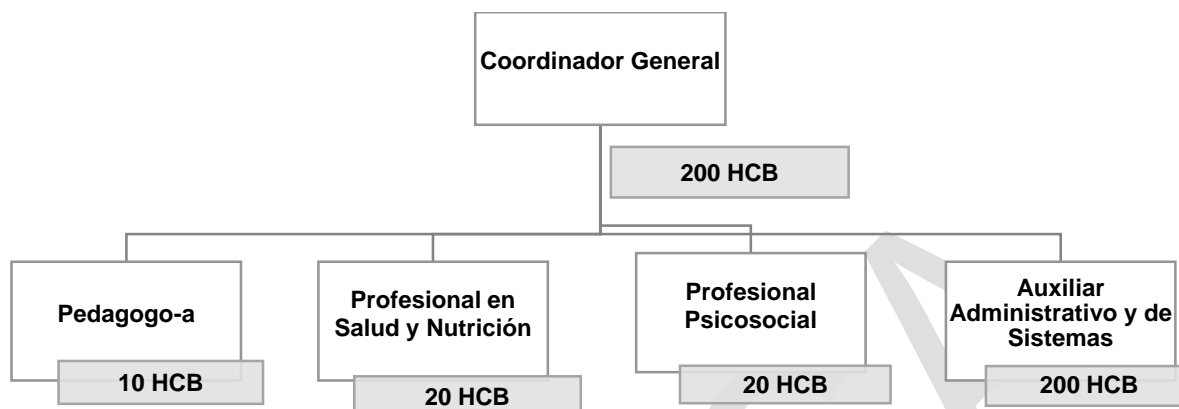 Coordinador General
200 HCB
Pedagogo-a
10 HCB
Profesional en
Salud y Nutrición
20 HCB
Profesional
Psicosocial
20 HCB
Auxiliar
Administrativo y de
Sistemas
200 HCB